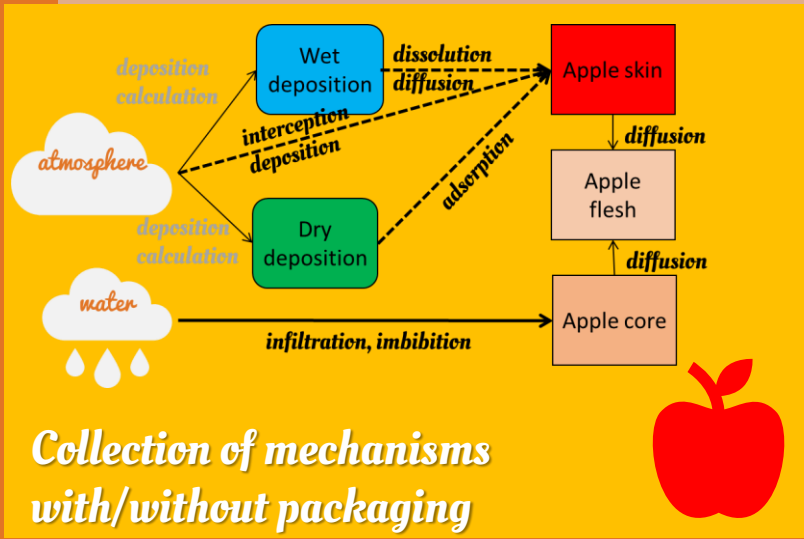 deposition
calculation
Wet
deposition
dissolution
diffusion
Apple skin
interception
deposition
diffusion
atmosphere
adsorption
Apple
flesh
deposition
calculation
Dry
deposition
diffusion
water
Apple core
infiltration, imbibition
Collection of mechanisms
with/without packaging